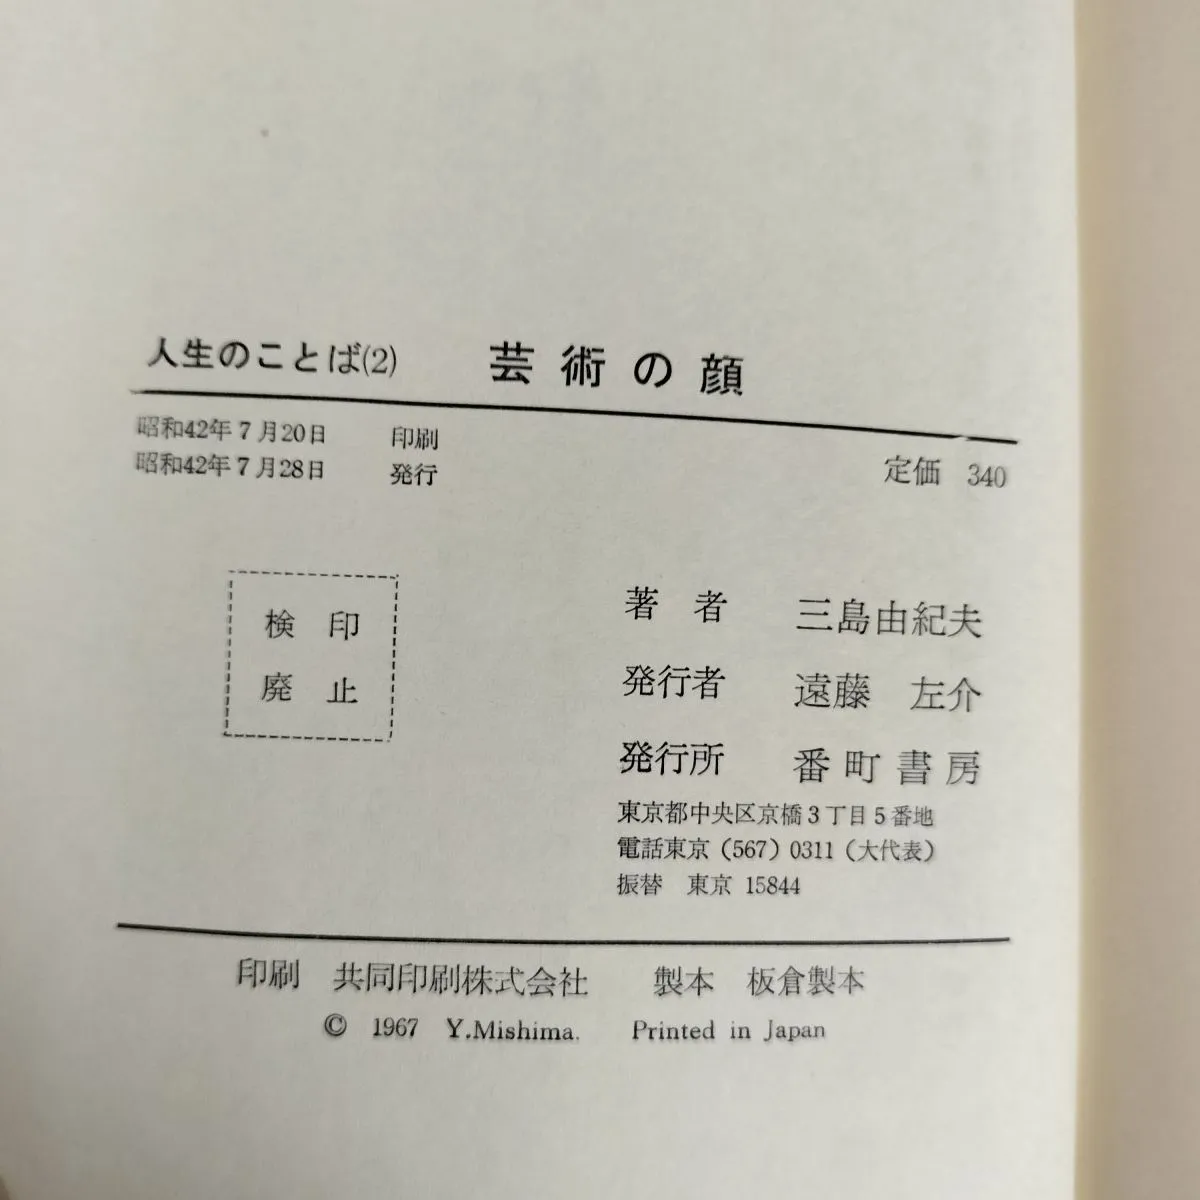 人生のことば(2)　芸術の顔
昭和42年7月20日　印刷
昭和42年7月28日　発行
定価　340
検印
廃止
著者　三島由紀夫
発行者　遠藤　左介
発行所　番町書房
東京都中央区京橋3丁目5番地
電話東京(567)0311(大代表)
振替　東京 15844
印刷　共同印刷株式会社　製本　板倉製本
© 1967 Y.Mishima. Printed in Japan